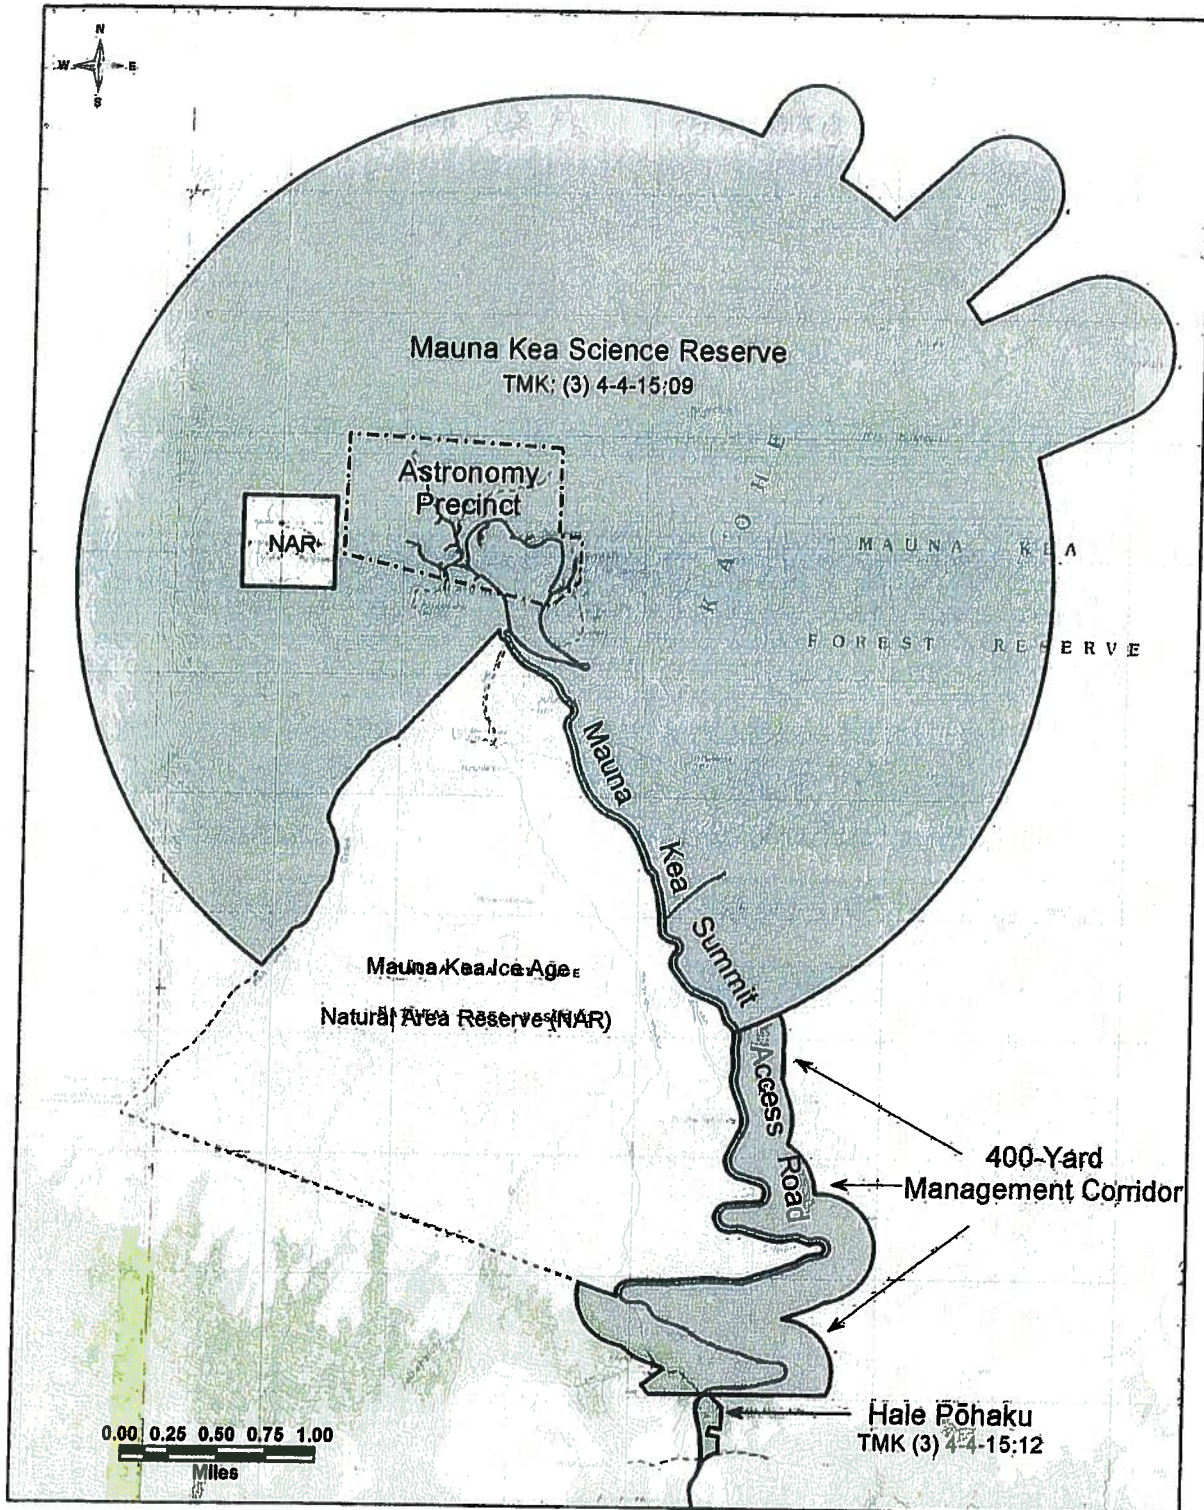 N
W E
S
Mauna Kea Science Reserve
TMK: (3) 4-4-15:09
Astronomy
Precinct
NAR
K A O H E
MAUNA KEA
FOREST RESERVE
Mauna
Kea
Summit
Access
Road
Mauna Kea Ice Age
Natural Area Reserve (NAR)
400-Yard
Management Corridor
Hale Pōhaku
TMK (3) 4-4-15:12
0.00 0.25 0.50 0.75 1.00
Miles